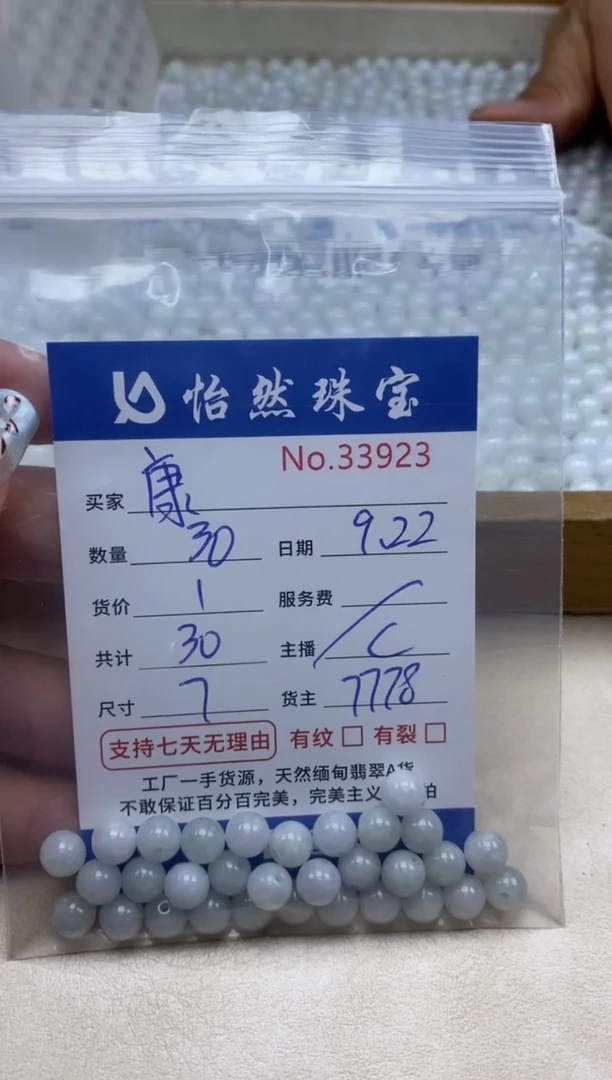 怡然珠宝
No.33923
买家 康
数量 30 日期 9.22
货价 1 服务费 /
共计 30 主播 C
尺寸 7 货主 7778
支持七天无理由 有纹 □ 有裂 □
工厂一手货源，天然缅甸翡翠A货
不敢保证百分百完美，完美主义 拍